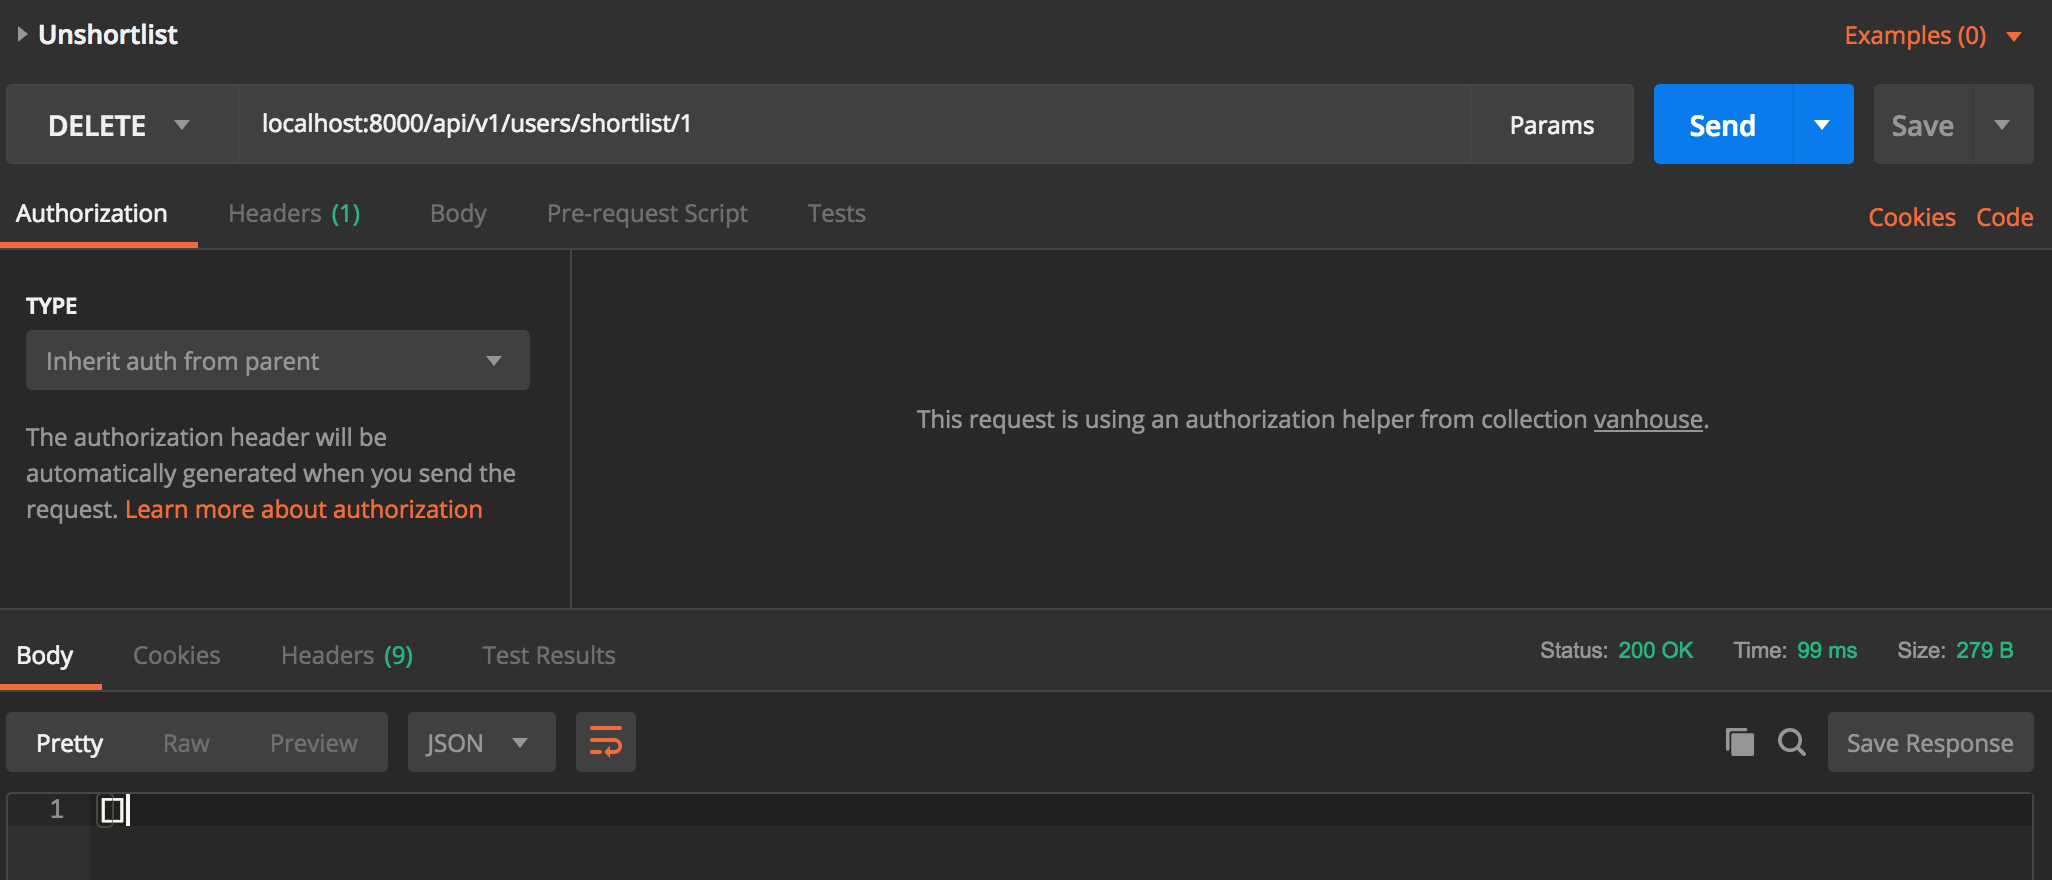 Unshortlist
Examples (0)
DELETE
localhost:8000/api/v1/users/shortlist/1
Params
Send
Save
Authorization
Headers (1)
Body
Pre-request Script
Tests
Cookies
Code
TYPE
Inherit auth from parent
The authorization header will be
automatically generated when you send the
request. Learn more about authorization
This request is using an authorization helper from collection vanhouse.
Body
Cookies
Headers (9)
Test Results
Status: 200 OK
Time: 99 ms
Size: 279 B
Pretty
Raw
Preview
JSON
Save Response
1
[]